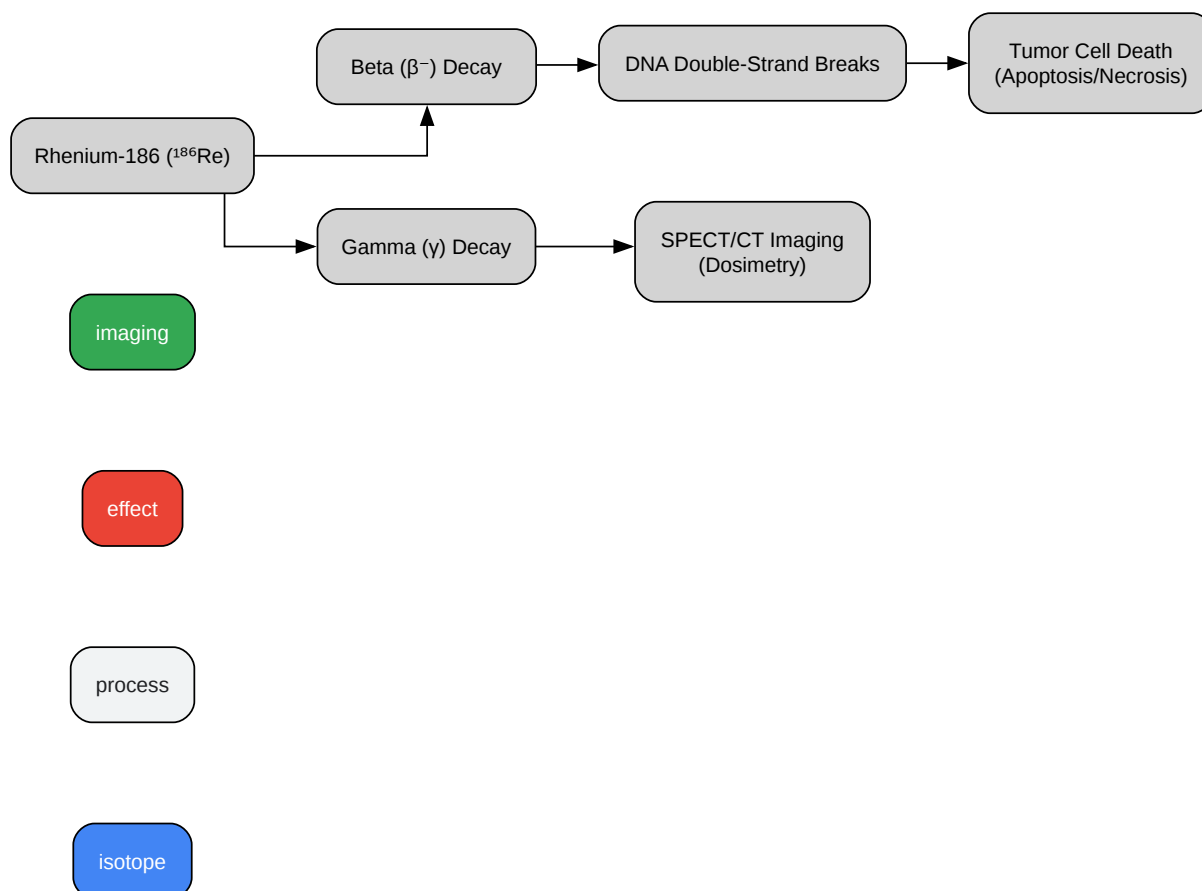 Rhenium-186 (¹⁸⁶Re)
Beta (β⁻) Decay
DNA Double-Strand Breaks
Tumor Cell Death
(Apoptosis/Necrosis)
Gamma (γ) Decay
SPECT/CT Imaging
(Dosimetry)
imaging
effect
process
isotope